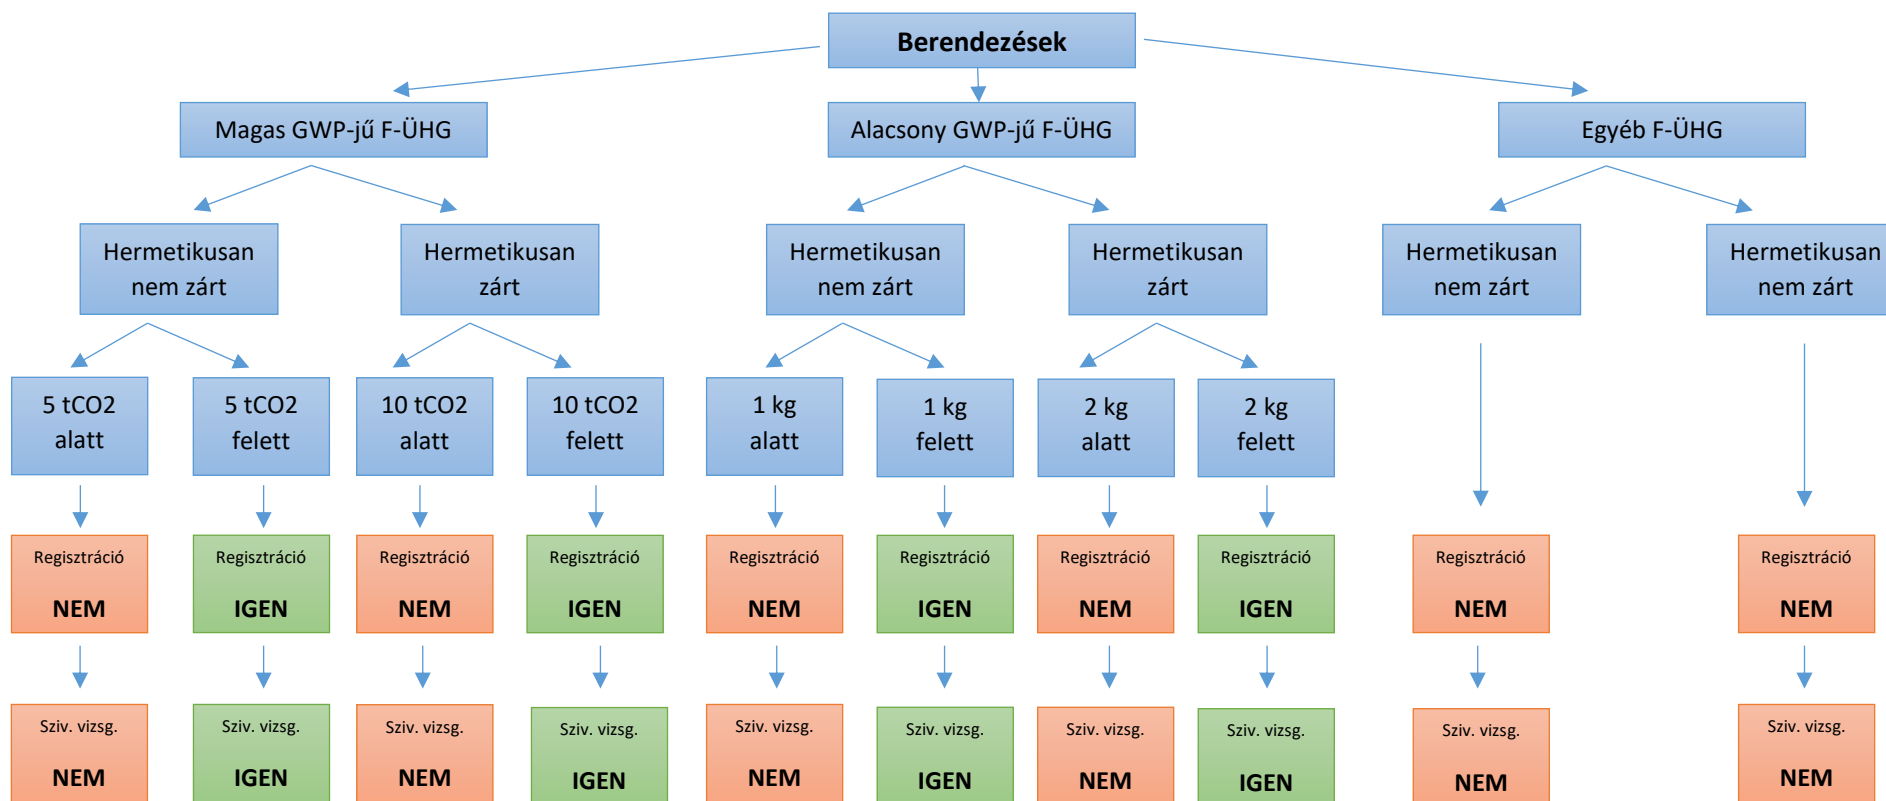 Berendezések
Magas GWP-jű F-ÜHG
Alacsony GWP-jű F-ÜHG
Egyéb F-ÜHG
Hermetikusan
nem zárt
Hermetikusan
zárt
Hermetikusan
nem zárt
Hermetikusan
zárt
Hermetikusan
nem zárt
Hermetikusan
nem zárt
5 tCO2
alatt
5 tCO2
felett
10 tCO2
alatt
10 tCO2
felett
1 kg
alatt
1 kg
felett
2 kg
alatt
2 kg
felett
Regisztráció
NEM
Regisztráció
IGEN
Regisztráció
NEM
Regisztráció
IGEN
Regisztráció
NEM
Regisztráció
IGEN
Regisztráció
NEM
Regisztráció
IGEN
Regisztráció
NEM
Regisztráció
NEM
Sziv. vizsg.
NEM
Sziv. vizsg.
IGEN
Sziv. vizsg.
NEM
Sziv. vizsg.
IGEN
Sziv. vizsg.
NEM
Sziv. vizsg.
IGEN
Sziv. vizsg.
NEM
Sziv. vizsg.
IGEN
Sziv. vizsg.
NEM
Sziv. vizsg.
NEM